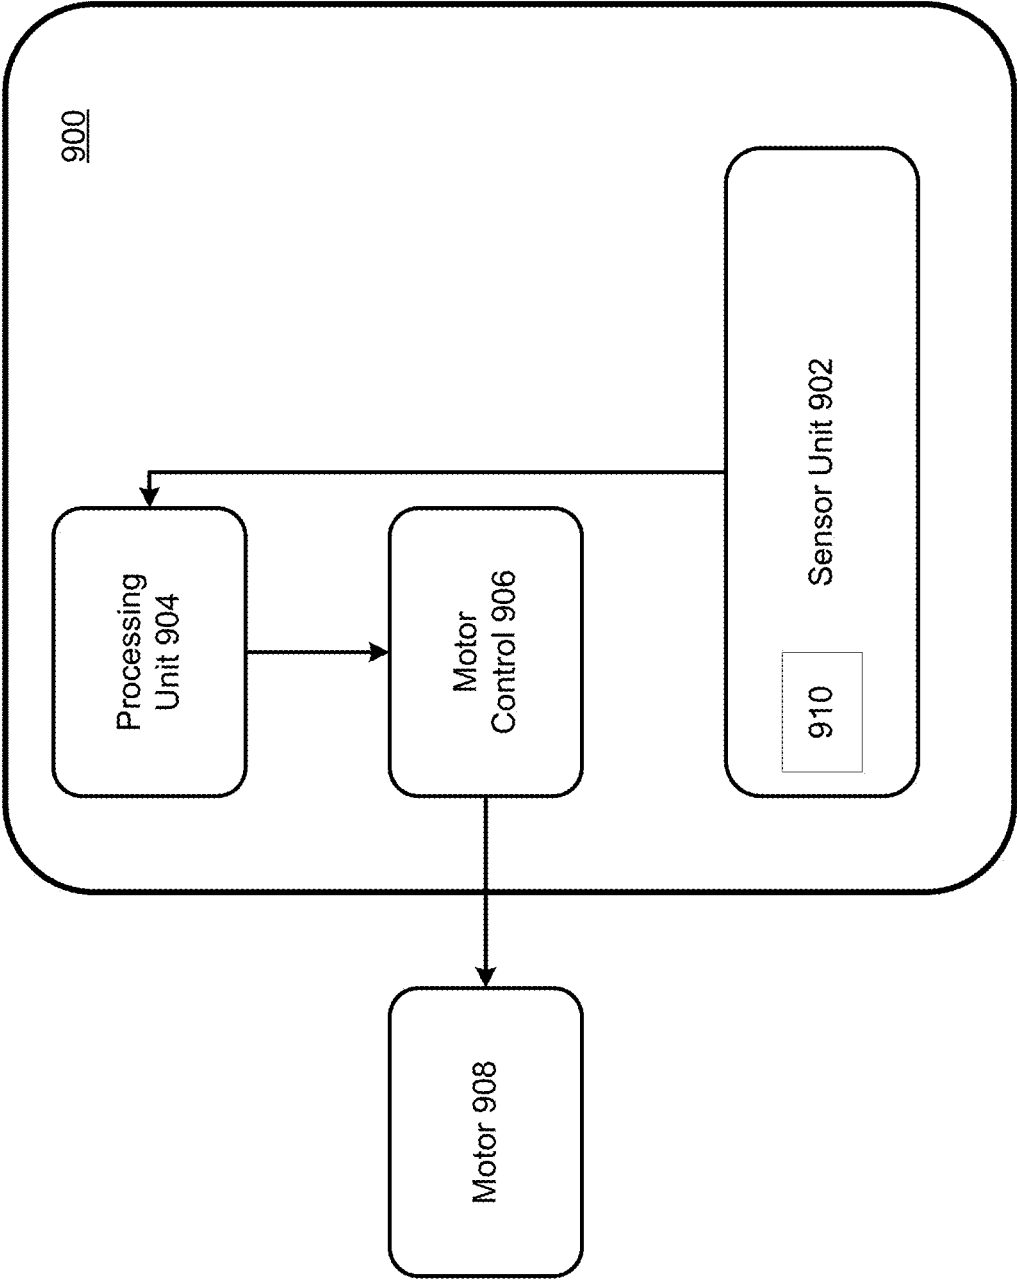 900
Processing
Unit 904
Motor
Control 906
Sensor Unit 902
910
Motor 908